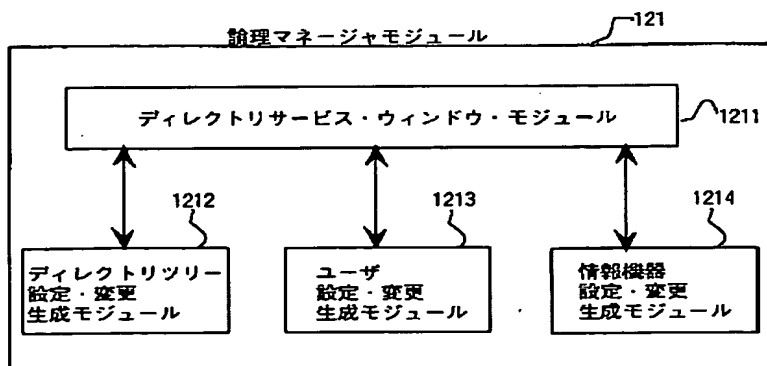 論理マネージャモジュール
121
ディレクトリサービス・ウィンドウ・モジュール
1211
1212
ディレクトリツリー
設定・変更
生成モジュール
1213
ユーザ
設定・変更
生成モジュール
1214
情報機器
設定・変更
生成モジュール